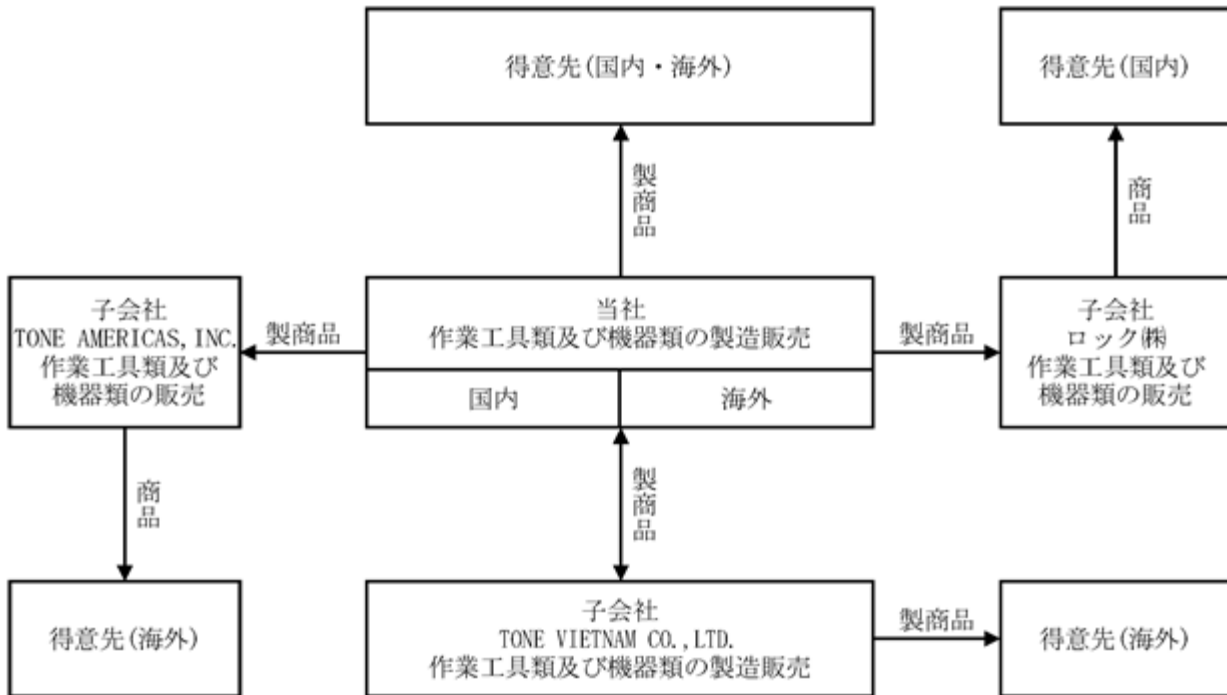 得意先(国内・海外)
得意先(国内)
製商品
商品
子会社
TONE AMERICAS,INC.
作業工具類及び
機器類の販売
製商品
当社
作業工具類及び機器類の製造販売
国内
海外
製商品
子会社
ロック㈱
作業工具類及び
機器類の販売
商品
製商品
得意先(海外)
子会社
TONE VIETNAM CO.,LTD.
作業工具類及び機器類の製造販売
製商品
得意先(海外)